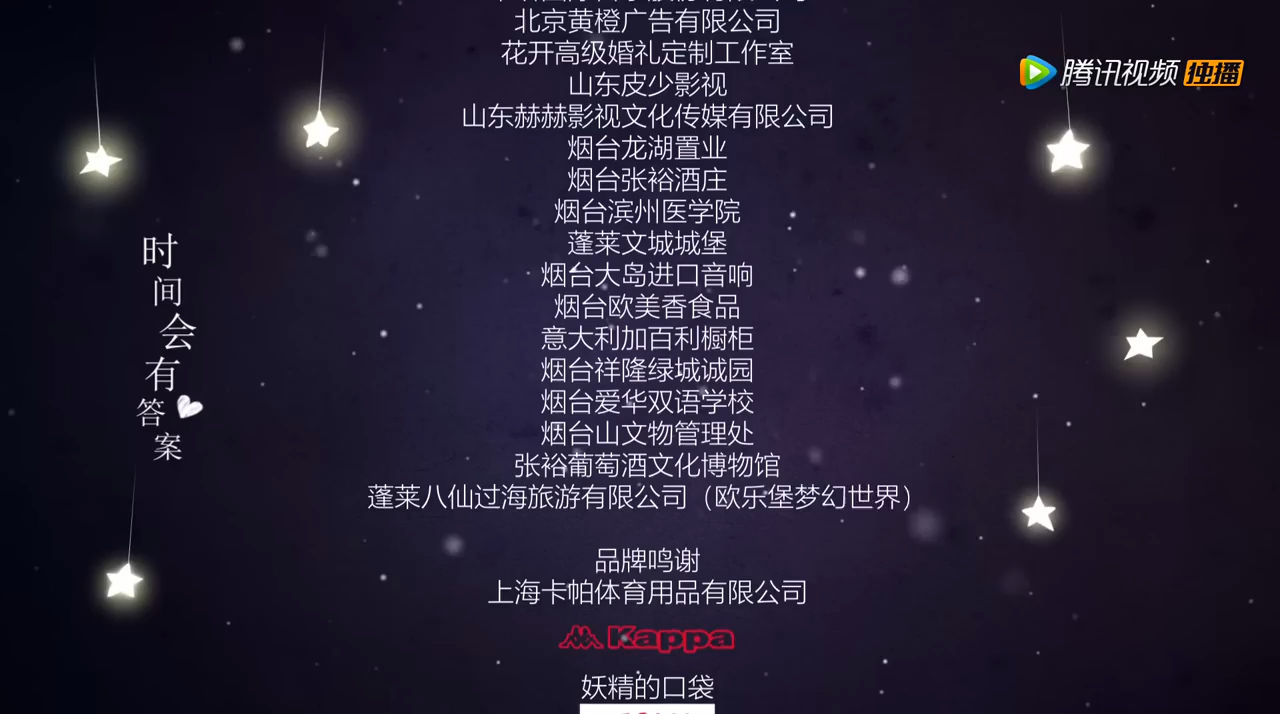 北京黄橙广告有限公司
花开高级婚礼定制工作室
山东皮少影视
山东赫赫影视文化传媒有限公司
烟台龙湖置业
烟台张裕酒庄
烟台滨州医学院
蓬莱文城城堡
烟台大岛进口音响
烟台欧美香食品
意大利加百利橱柜
烟台祥隆绿城诚园
烟台爱华双语学校
烟台山文物管理处
张裕葡萄酒文化博物馆
蓬莱八仙过海旅游有限公司（欧乐堡梦幻世界）
品牌鸣谢
上海卡帕体育用品有限公司
Kappa
妖精的口袋
时间会有答案
腾讯视频 独播